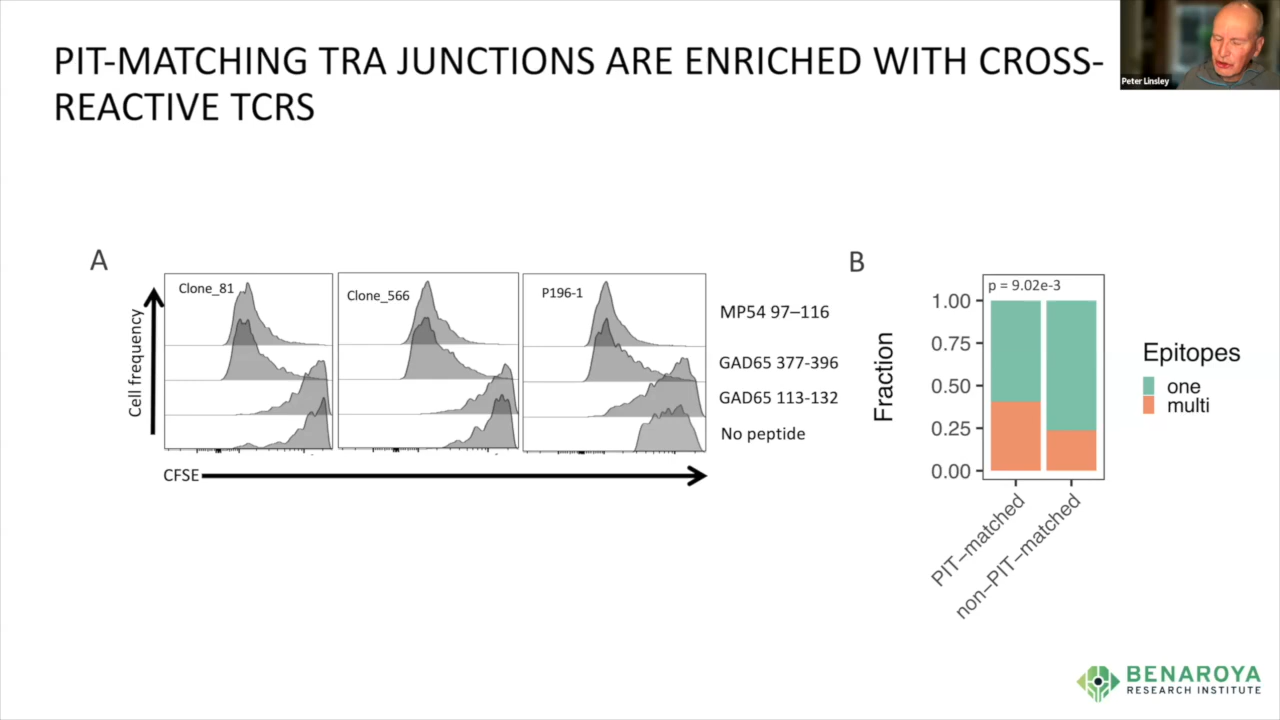 PIT-MATCHING TRA JUNCTIONS ARE ENRICHED WITH CROSS-
REACTIVE TCRS
Peter Linsley
A
Cell frequency
Clone_81
Clone_566
P196-1
MP54 97–116
GAD65 377-396
GAD65 113-132
No peptide
CFSE
B
p = 9.02e-3
Fraction
1.00
0.75
0.50
0.25
0.00
PIT–matched
non–PIT–matched
Epitopes
one
multi
BENAROYA
RESEARCH INSTITUTE